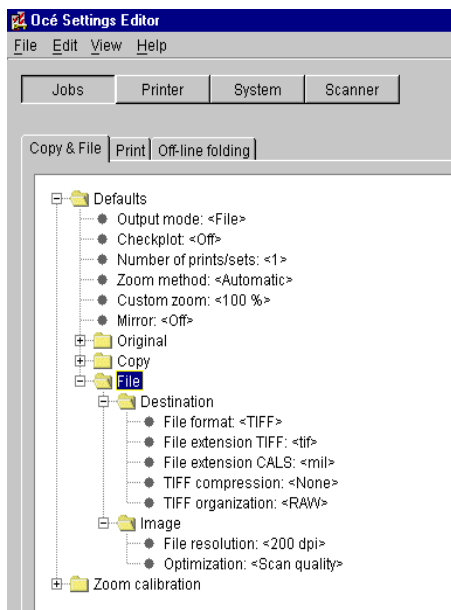 Océ Settings Editor
File Edit View Help
Jobs Printer System Scanner
Copy & File Print Off-line folding
Defaults
Output mode: <File>
Checkplot: <Off>
Number of prints/sets: <1>
Zoom method: <Automatic>
Custom zoom: <100 %>
Mirror: <Off>
Original
Copy
File
Destination
File format: <TIFF>
File extension TIFF: <tif>
File extension CALS: <mil>
TIFF compression: <None>
TIFF organization: <RAW>
Image
File resolution: <200 dpi>
Optimization: <Scan quality>
Zoom calibration